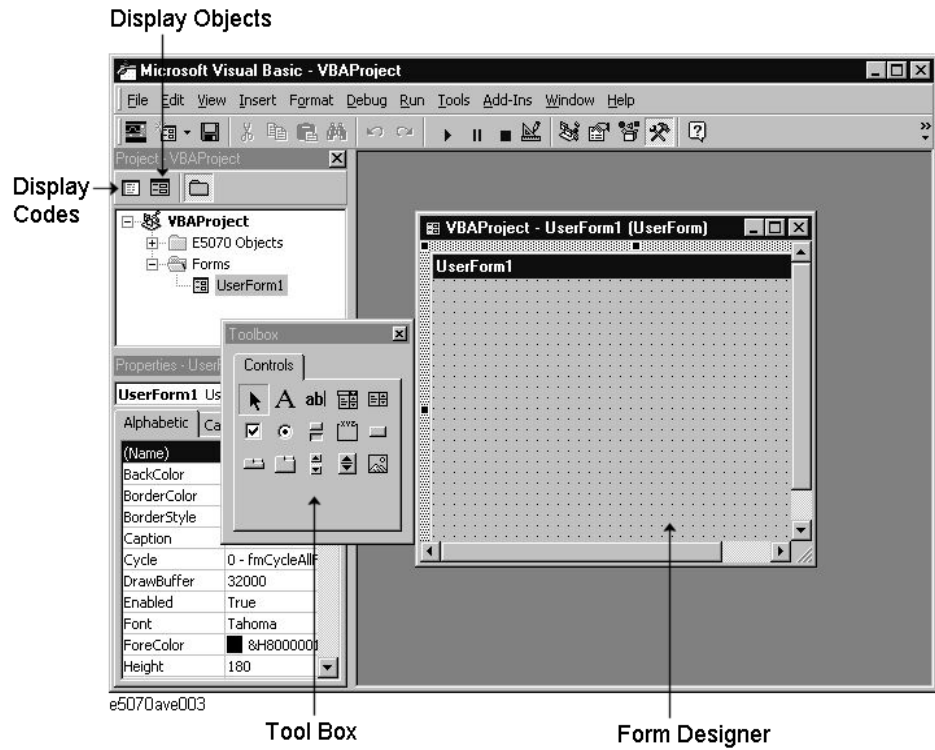 Display Objects
Microsoft Visual Basic - VBAProject
File Edit View Insert Format Debug Run Tools Add-Ins Window Help
Project - VBAProject
Display
Codes
VBAProject
E5070 Objects
Forms
UserForm1
VBAProject - UserForm1 (UserForm)
UserForm1
Toolbox
Controls
A abl
XYZ
Properties - UserF
UserForm1 Us
Alphabetic Ca
(Name)
BackColor
BorderColor
BorderStyle
Caption
Cycle 0 - fmCycleAllF
DrawBuffer 32000
Enabled True
Font Tahoma
ForeColor &H8000001
Height 180
e5070ave003
Tool Box
Form Designer